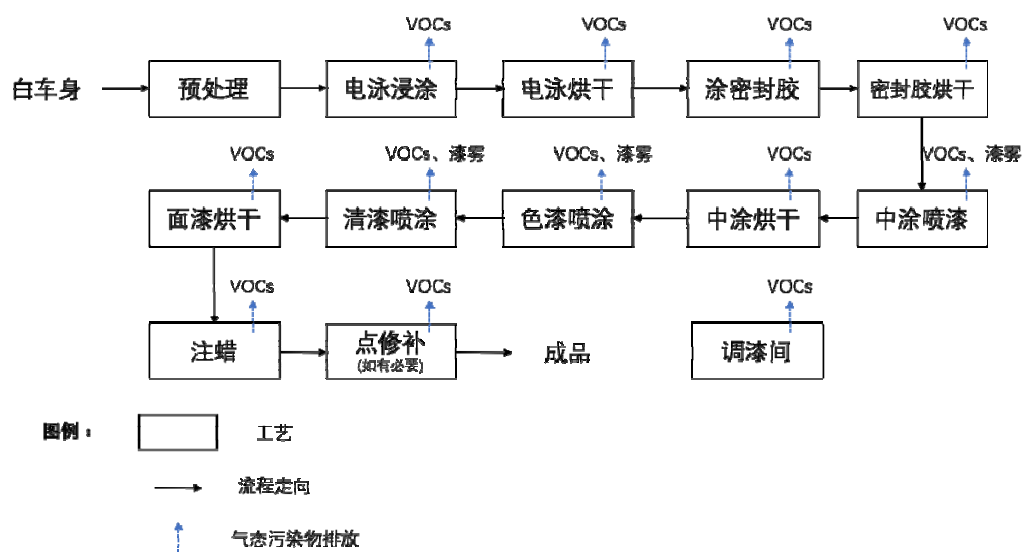 VOCs VOCs VOCs VOCs
白车身 预处理 电泳浸涂 电泳烘干 涂密封胶 密封胶烘干
VOCs VOCs、漆雾 VOCs、漆雾 VOCs VOCs、漆雾
面漆烘干 清漆喷涂 色漆喷涂 中涂烘干 中涂喷漆
VOCs VOCs VOCs
注蜡 点修补 成品 调漆间
(如有必要)
图例： 工艺
流程走向
气态污染物排放